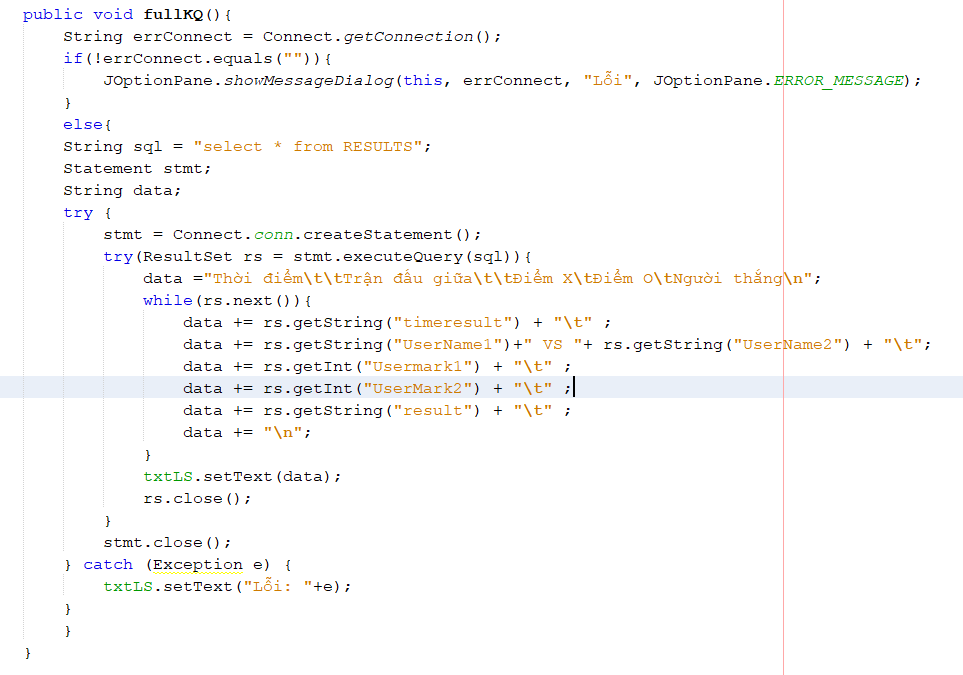 public void fullKQ(){
String errConnect = Connect.getConnection();
if(!errConnect.equals("")){
JOptionPane.showMessageDialog(this, errConnect, "Lỗi", JOptionPane.ERROR_MESSAGE);
}
else{
String sql = "select * from RESULTS";
Statement stmt;
String data;
try {
stmt = Connect.conn.createStatement();
try(ResultSet rs = stmt.executeQuery(sql)){
data ="Thời điểm\t\tTrận đấu giữa\t\tĐiểm X\tĐiểm O\tNgười thắng\n";
while(rs.next()){
data += rs.getString("timeresult") + "\t" ;
data += rs.getString("UserName1")+" VS "+ rs.getString("UserName2") + "\t";
data += rs.getInt("Usermark1") + "\t" ;
data += rs.getInt("UserMark2") + "\t" ;
data += rs.getString("result") + "\t" ;
data += "\n";
}
txtLS.setText(data);
rs.close();
}
stmt.close();
} catch (Exception e) {
txtLS.setText("Lỗi: "+e);
}
}
}